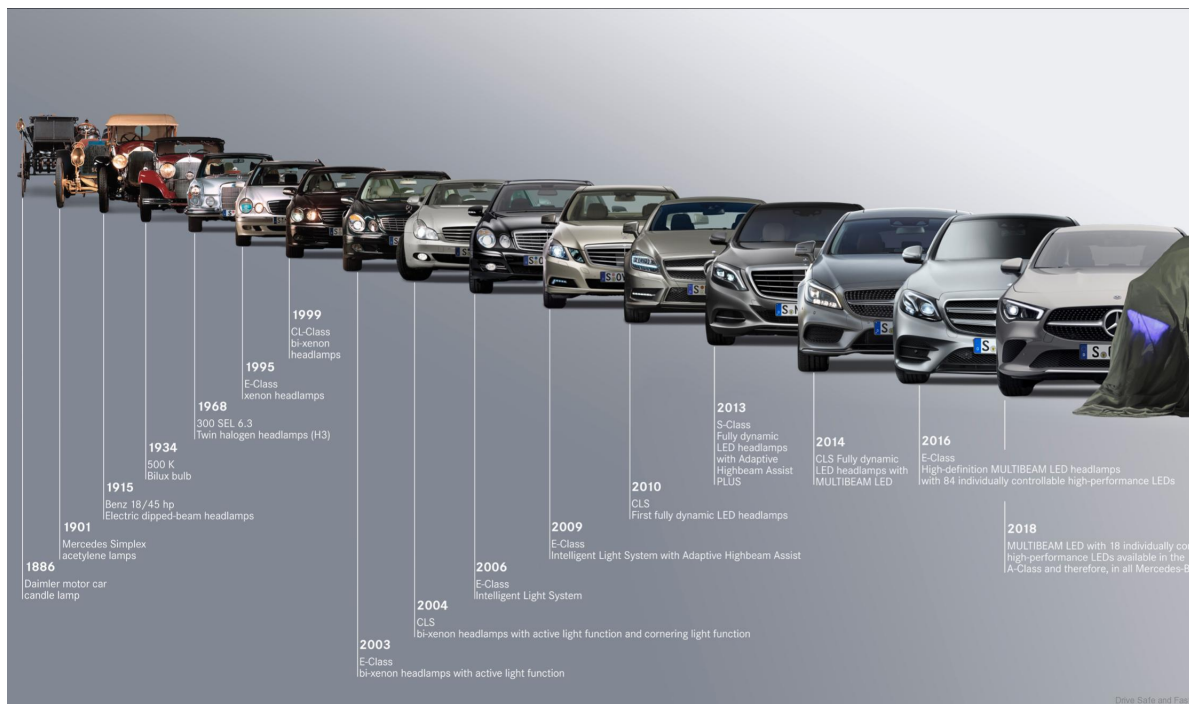 1886
Daimler motor car
candle lamp
1901
Mercedes Simplex
acetylene lamps
1915
Benz 18/45 hp
Electric dipped-beam headlamps
1934
500 K
Bilux bulb
1968
300 SEL 6.3
Twin halogen headlamps (H3)
1995
E-Class
xenon headlamps
1999
CL-Class
bi-xenon
headlamps
2003
E-Class
bi-xenon headlamps with active light function
2004
CLS
bi-xenon headlamps with active light function and cornering light function
2006
E-Class
Intelligent Light System
2009
E-Class
Intelligent Light System with Adaptive Highbeam Assist
2010
CLS
First fully dynamic LED headlamps
2013
S-Class
Fully dynamic
LED headlamps
with Adaptive
Highbeam Assist
PLUS
2014
CLS Fully dynamic
LED headlamps with
MULTIBEAM LED
2016
E-Class
High-definition MULTIBEAM LED headlamps
with 84 individually controllable high-performance LEDs
2018
MULTIBEAM LED with 18 individually
high-performance LEDs available in the
A-Class and therefore, in all
Drive Safe and